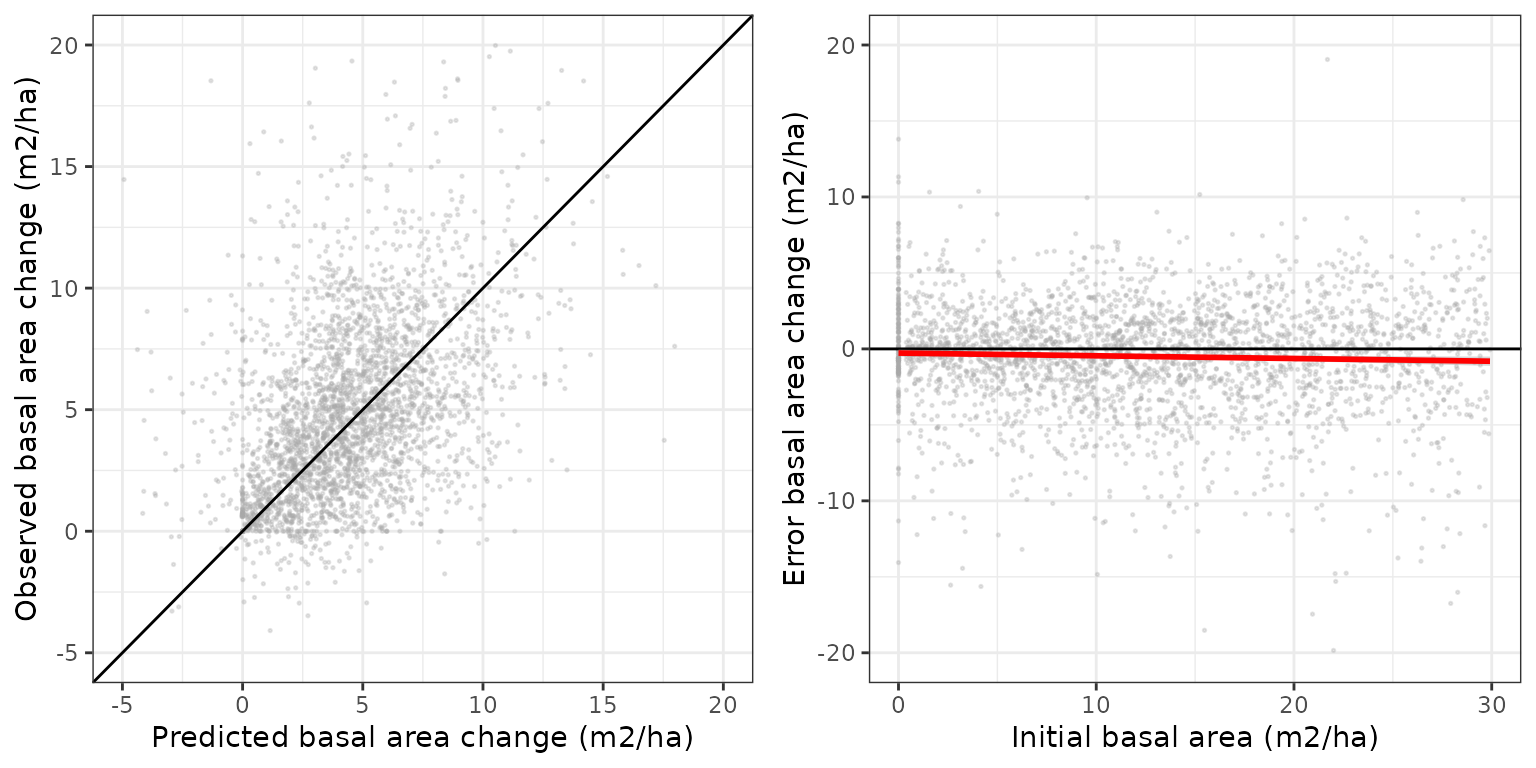 Observed basal area change (m2/ha)
20
15
10
5
0
-5
-5 0 5 10 15 20
Predicted basal area change (m2/ha)
Error basal area change (m2/ha)
20
10
0
-10
-20
0 10 20 30
Initial basal area (m2/ha)